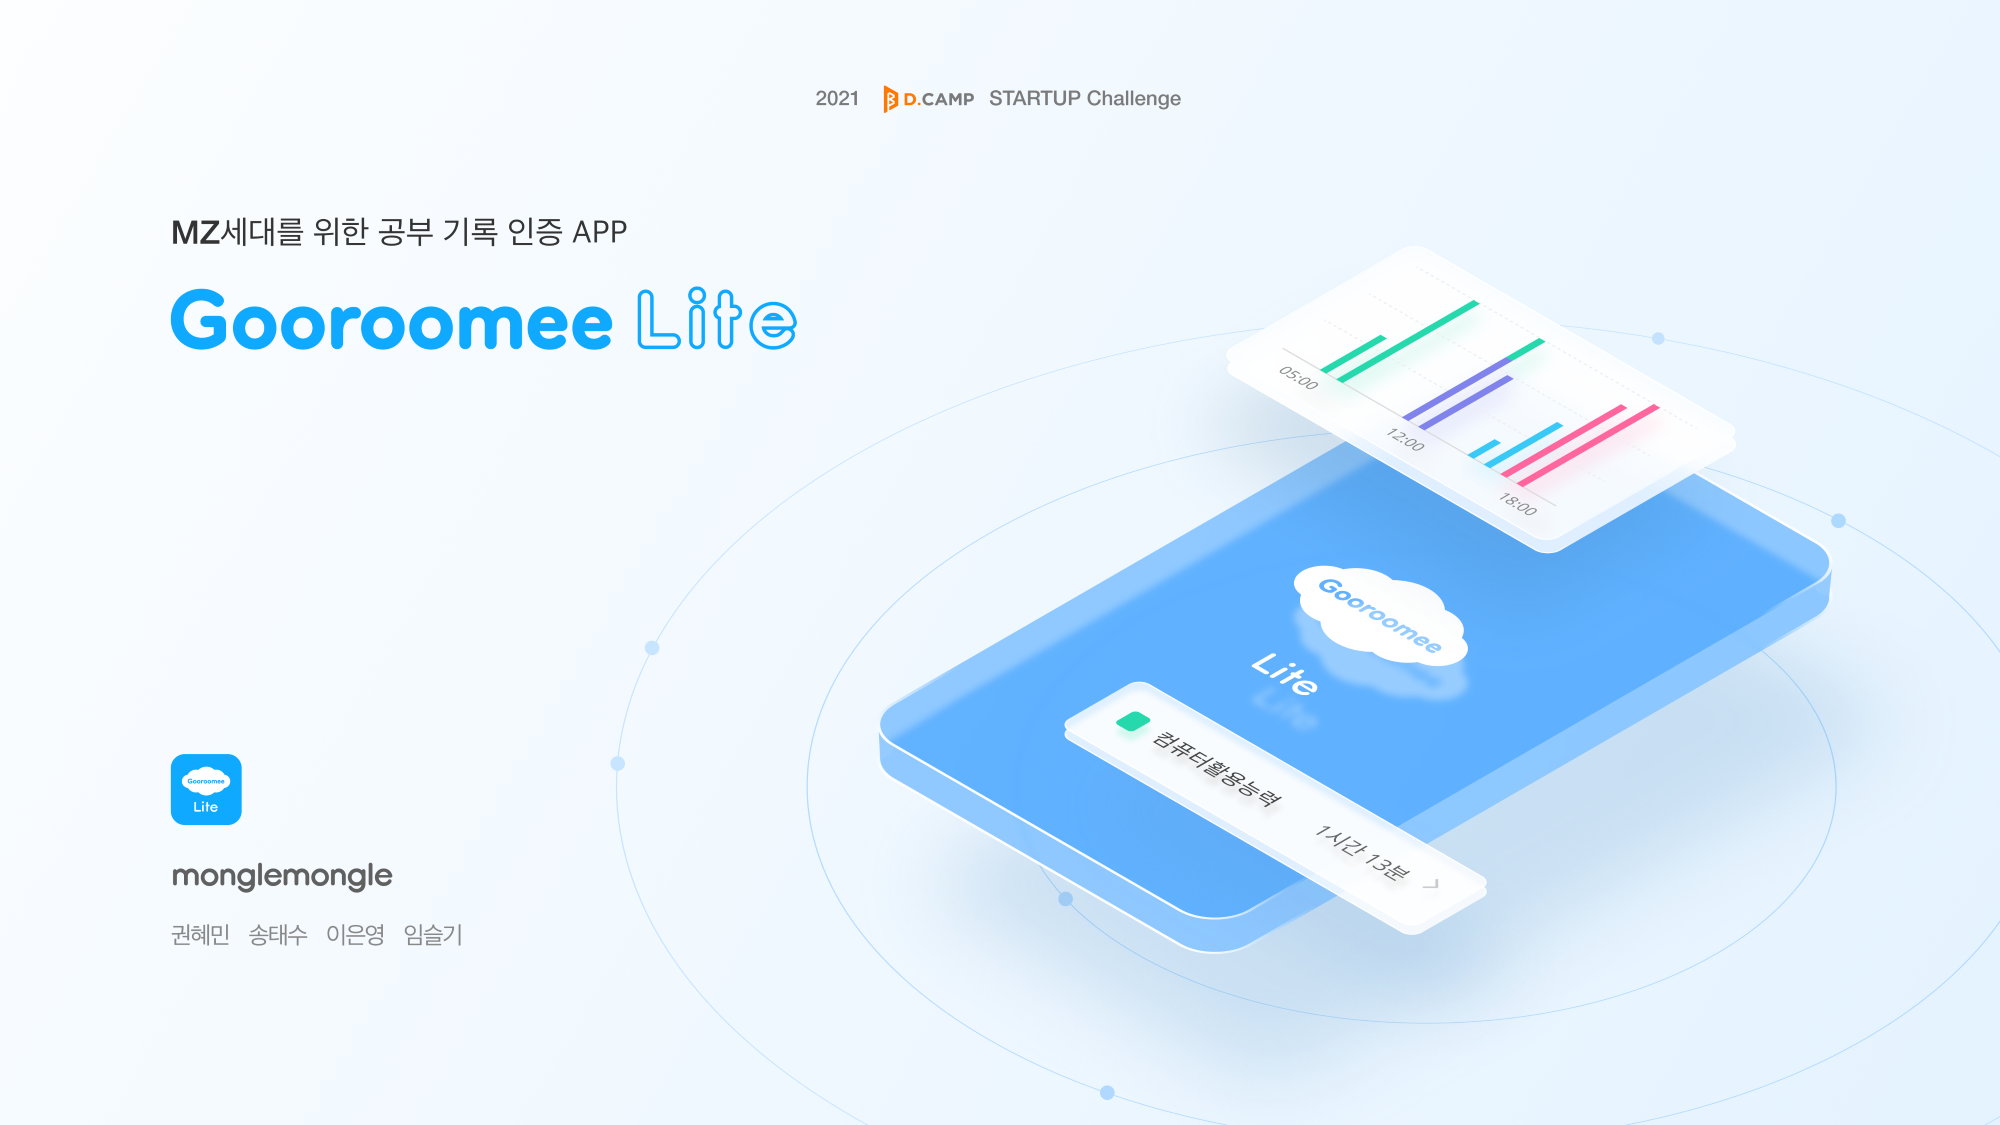 2021 D.CAMP STARTUP Challenge
MZ세대를 위한 공부 기록 인증 APP
Gooroomee Lite
05:00
12:00
18:00
Gooroomee
Lite
컴퓨터활용능력
1시간 13분
Gooroomee
Lite
monglemongle
권혜민 송태수 이은영 임슬기